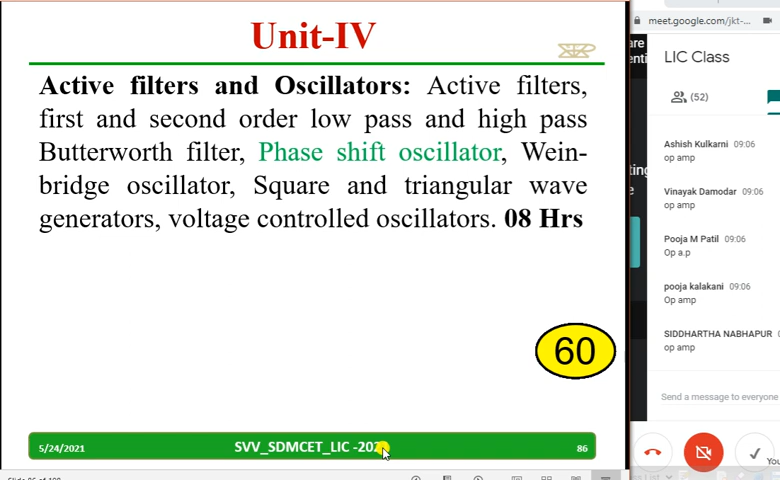 Unit-IV
Active filters and Oscillators: Active filters,
first and second order low pass and high pass
Butterworth filter, Phase shift oscillator, Wein-
bridge oscillator, Square and triangular wave
generators, voltage controlled oscillators. 08 Hrs
60
5/24/2021
SVV_SDMCET_LIC -202
86
meet.google.com/jkt-...
are
enti
LIC Class
(52)
Ashish Kulkarni 09:06
op amp
Vinayak Damodar 09:06
op amp
Pooja M Patil 09:06
Op a.p
pooja kalakani 09:06
Op amp
SIDDHARTHA NABHAPUR
op amp
Send a message to everyone
You